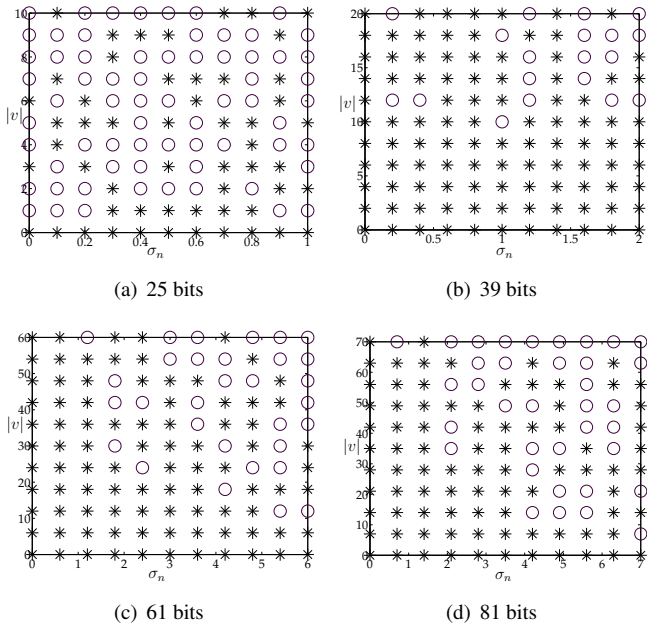 10
8
6
|v|
4
2
0
0 0.2 0.4 0.6 0.8 1
σn
(a) 25 bits
20
15
|v|
10
5
0
0 0.5 1 1.5 2
σn
(b) 39 bits
60
50
40
|v|
30
20
10
0
0 1 2 3 4 5 6
σn
(c) 61 bits
70
60
50
|v|
40
30
20
10
0
0 1 2 3 4 5 6 7
σn
(d) 81 bits